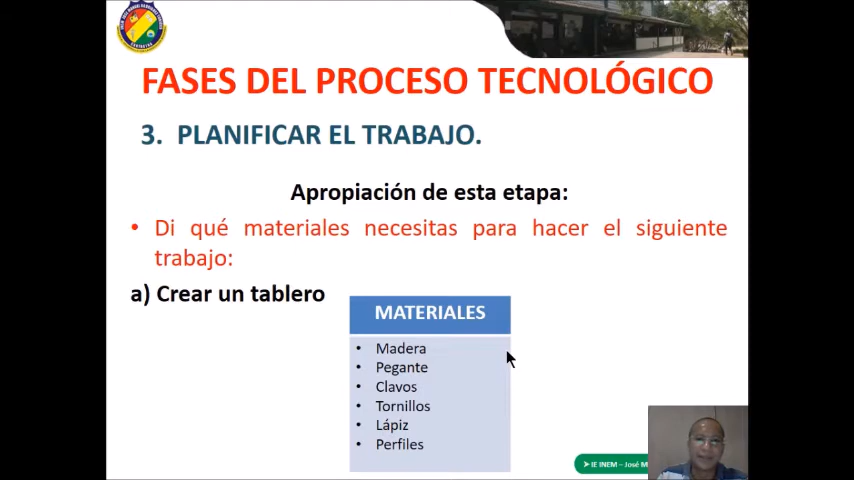 FASES DEL PROCESO TECNOLÓGICO
3. PLANIFICAR EL TRABAJO.
Apropiación de esta etapa:
• Di qué materiales necesitas para hacer el siguiente
trabajo:
a) Crear un tablero
MATERIALES
• Madera
• Pegante
• Clavos
• Tornillos
• Lápiz
• Perfiles
➤ IE INEM – José M